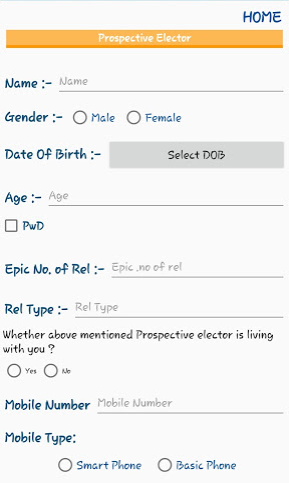 HOME
Prospective Elector
Name :- Name
Gender :- Male Female
Date Of Birth :- Select DOB
Age :- Age
PwD
Epic No. of Rel :- Epic .no of rel
Rel Type :- Rel Type
Whether above mentioned Prospective elector is living
with you ?
Yes No
Mobile Number Mobile Number
Mobile Type:
Smart Phone Basic Phone